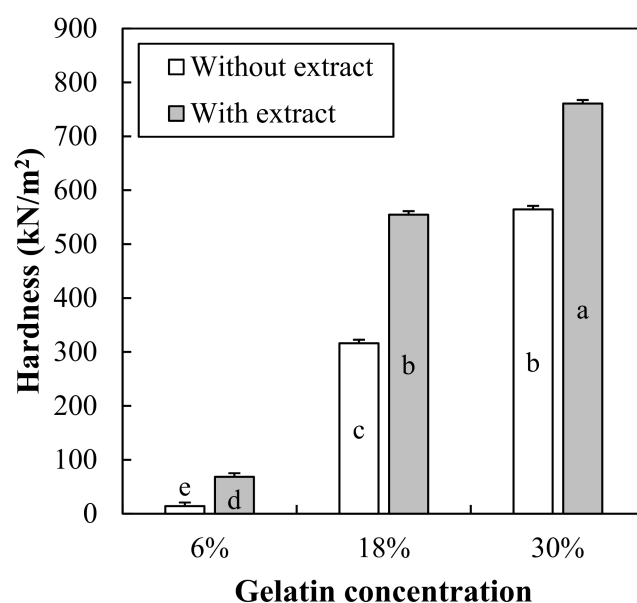 900
800
700
600
500
400
300
200
100
0
Hardness (kN/m²)
Without extract
With extract
e
d
c
b
b
a
6%
18%
30%
Gelatin concentration